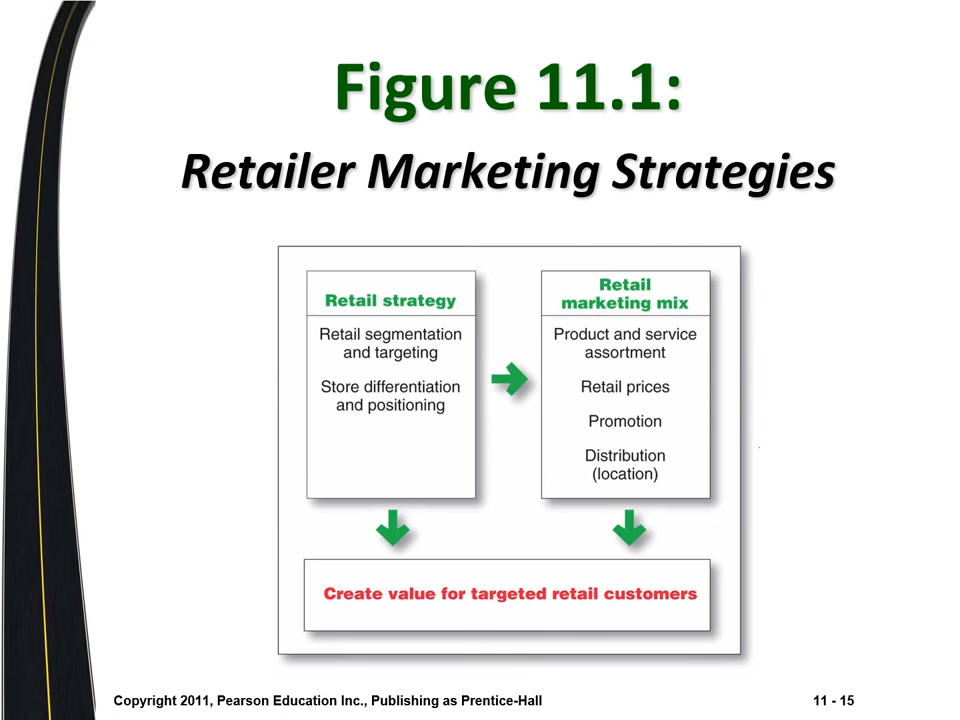 Figure 11.1:
Retailer Marketing Strategies
Retail strategy
Retail segmentation
and targeting
Store differentiation
and positioning
Retail
marketing mix
Product and service
assortment
Retail prices
Promotion
Distribution
(location)
Create value for targeted retail customers
Copyright 2011, Pearson Education Inc., Publishing as Prentice-Hall
11 - 15